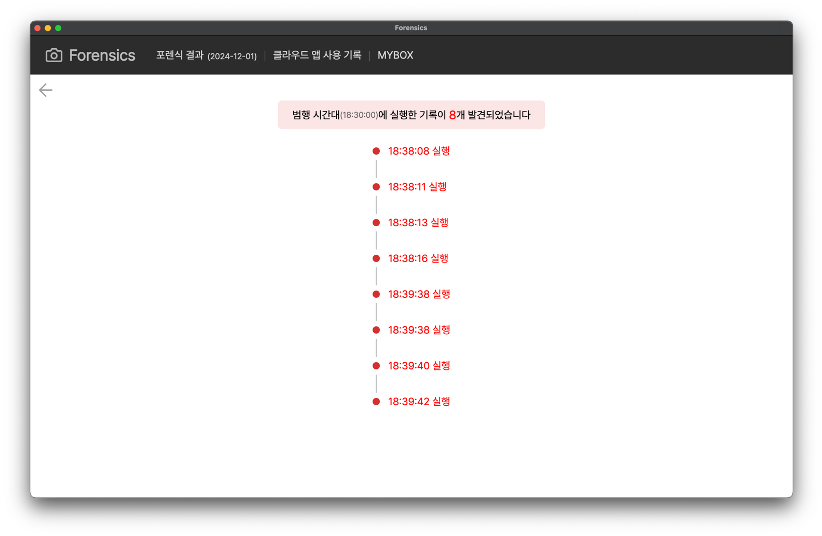 Forensics
Forensics 포렌식 결과 (2024-12-01) | 클라우드 앱 사용 기록 | MYBOX
범행 시간대(18:30:00)에 실행한 기록이 8개 발견되었습니다
18:38:08 실행
18:38:11 실행
18:38:13 실행
18:38:16 실행
18:39:38 실행
18:39:38 실행
18:39:40 실행
18:39:42 실행